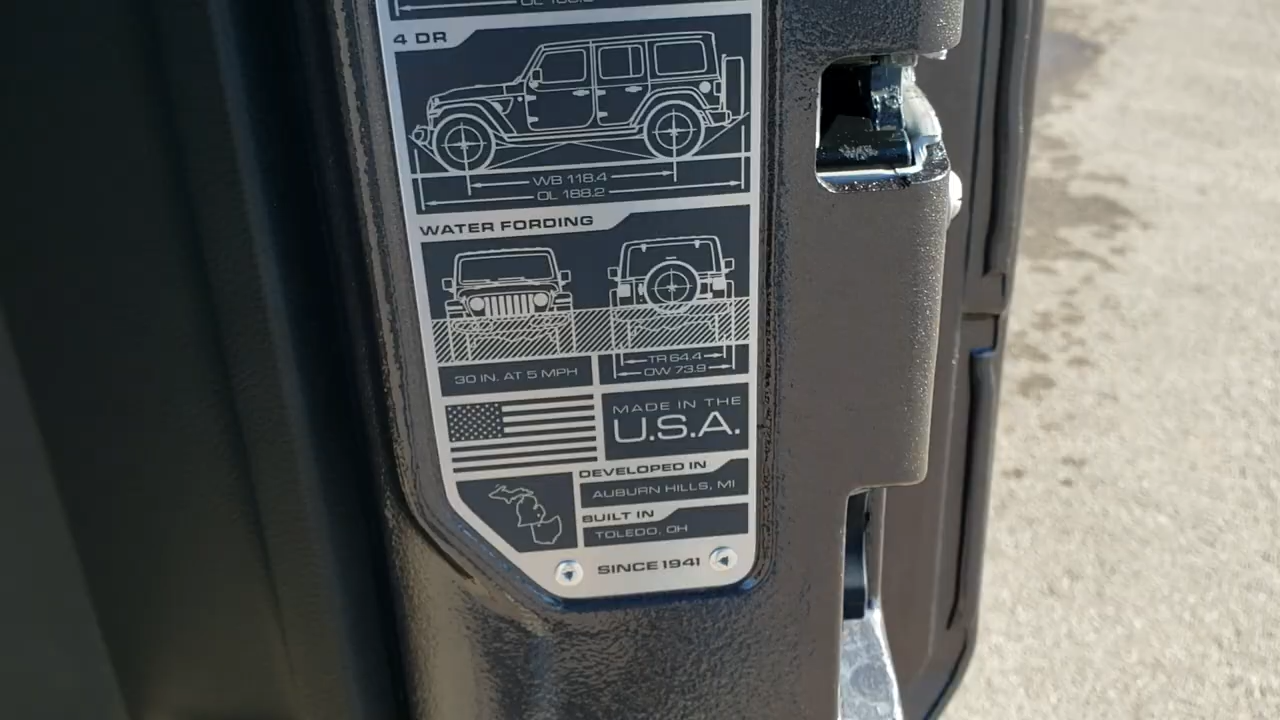 4 DR
WB 118.4
OL 188.2
WATER FORDING
TR 64.4
OW 73.9
30 IN. AT 5 MPH
MADE IN THE
U.S.A.
DEVELOPED IN
AUBURN HILLS, MI
BUILT IN
TOLEDO, OH
SINCE 1941